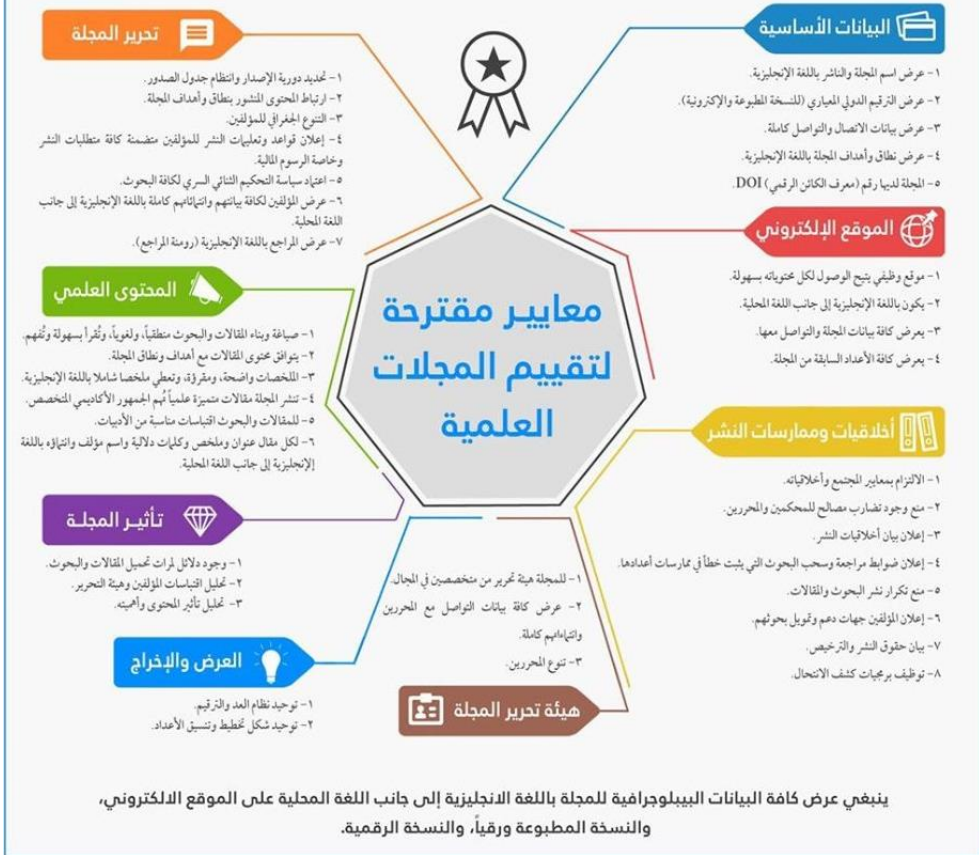 معايير مقترحة
لتقييم المجلات
العلمية
البيانات الأساسية
١- عرض اسم المجلة والناشر باللغة الإنجليزية.
٢- عرض الترقيم الدولي المعياري (للنسخة المطبوعة والإكترونية).
٣- عرض بيانات الاتصال والتواصل كاملة.
٤- عرض نطاق وأهداف المجلة باللغة الإنجليزية.
٥- المجلة لديها رقم (معرف الكائن الرقمي) DOI.
الموقع الإلكتروني
١- موقع وظيفي يتيح الوصول لكل محتوياته بسهولة.
٢- يكون باللغة الإنجليزية إلى جانب اللغة المحلية.
٣- يعرض كافة بيانات المجلة والتواصل معها.
٤- يعرض كافة الأعداد السابقة من المجلة.
أخلاقيات وممارسات النشر
١- الالتزام بمعايير المجتمع وأخلاقياته.
٢- منع وجود تضارب مصالح للمحكمين والمحررين.
٣- إعلان بيان أخلاقيات النشر.
٤- إعلان ضوابط مراجعة وسحب البحوث التي يثبت خطأ في ممارسات أعدادها.
٥- منع تكرار نشر البحوث والمقالات.
٦- إعلان المؤلفين جهات دعم وتمويل بحوثهم.
٧- بيان حقوق النشر والترخيص.
٨- توظيف برمجيات كشف الانتحال.
هيئة تحرير المجلة
١- للمجلة هيئة تحرير من متخصصين في المجال.
٢- عرض كافة بيانات التواصل مع المحررين
وانتماءاتهم كاملة.
٣- تنوع المحررين.
تحرير المجلة
١- تحديد دورية الإصدار وانتظام جدول الصدور.
٢- ارتباط المحتوى المنشور بنطاق وأهداف المجلة.
٣- التنوع الجغرافي للمؤلفين.
٤- إعلان قواعد وتعليمات النشر للمؤلفين متضمنة كافة متطلبات النشر
وخاصة الرسوم المالية.
٥- اعتماد سياسة التحكيم الثنائي السري لكافة البحوث.
٦- عرض المؤلفين لكافة بيانتهم وانتمائاتهم كاملة باللغة الإنجليزية إلى جانب
اللغة المحلية.
٧- عرض المراجع باللغة الإنجليزية (رومنة المراجع).
المحتوى العلمي
١- صياغة وبناء المقالات والبحوث منطقياً، ولغوياً، وتُقرأ بسهولة وتُفهم.
٢- يتوافق محتوى المقالات مع أهداف ونطاق المجلة.
٣- الملخصات واضحة، ومقروؤة، وتعطي ملخصا شاملا باللغة الإنجليزية.
٤- تنشر المجلة مقالات متميزة علمياً تُهم الجمهور الأكاديمي المتخصص.
٥- للمقالات والبحوث اقتباسات مناسبة من الأدبيات.
٦- لكل مقال عنوان وملخص وكلمات دلالية واسم مؤلف وانتماؤه باللغة
الإنجليزية إلى جانب اللغة المحلية.
تأثيـر المجلـة
١- وجود دلائل لمرات تحميل المقالات والبحوث.
٢- تحليل اقتباسات المؤلفين وهيئة التحرير.
٣- تحليل تأثير المحتوى وأهميته.
العرض والإخراج
١- توحيد نظام العد والترقيم.
٢- توحيد شكل تخطيط وتنسيق الأعداد.
ينبغي عرض كافة البيانات الببيلوجرافية للمجلة باللغة الانجليزية إلى جانب اللغة المحلية على الموقع الالكتروني،
والنسخة المطبوعة ورقياً، والنسخة الرقمية.